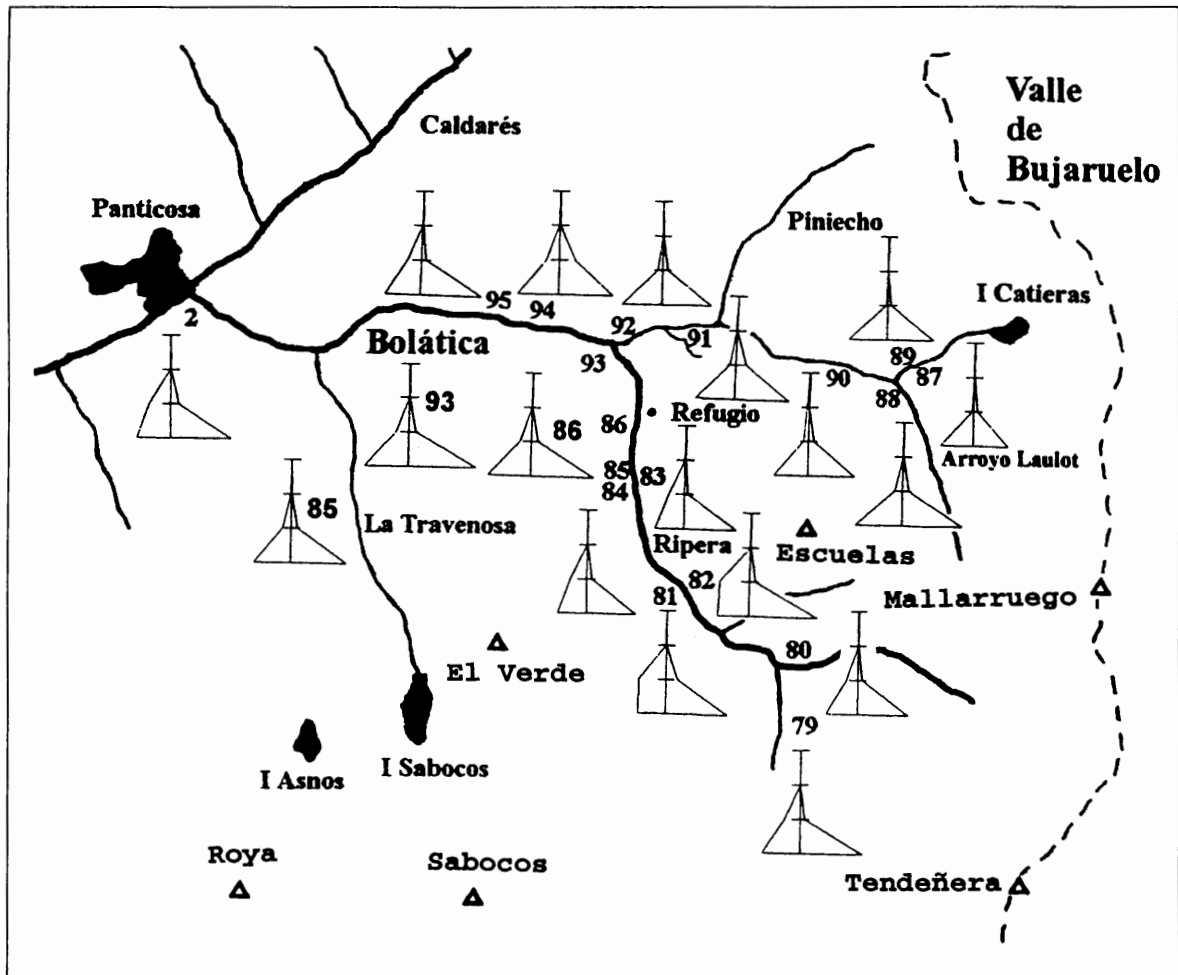 Valle
de
Bujaruelo
Caldarés
Panticosa
Piniecho
I Catieras
2
95
94
92
91
89
87
Bolática
93
90
88
93
86
86
Refugio
Arroyo Laulot
85
83
84
85
La Travenosa
Ripera
Escuelas
82
81
Mallarruego
El Verde
80
79
I Asnos
I Sabocos
Roya
Sabocos
Tendeñera